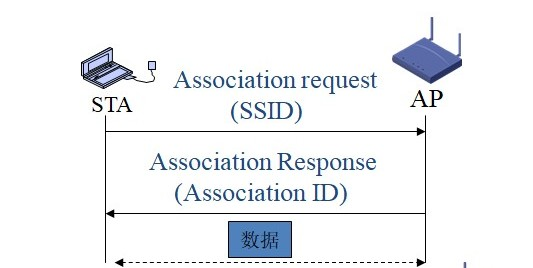 Association request
(SSID)
STA
AP
Association Response
(Association ID)
数据